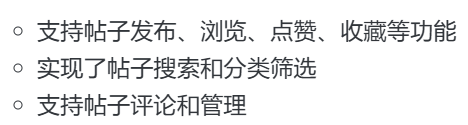 支持帖子发布、浏览、点赞、收藏等功能
实现了帖子搜索和分类筛选
支持帖子评论和管理